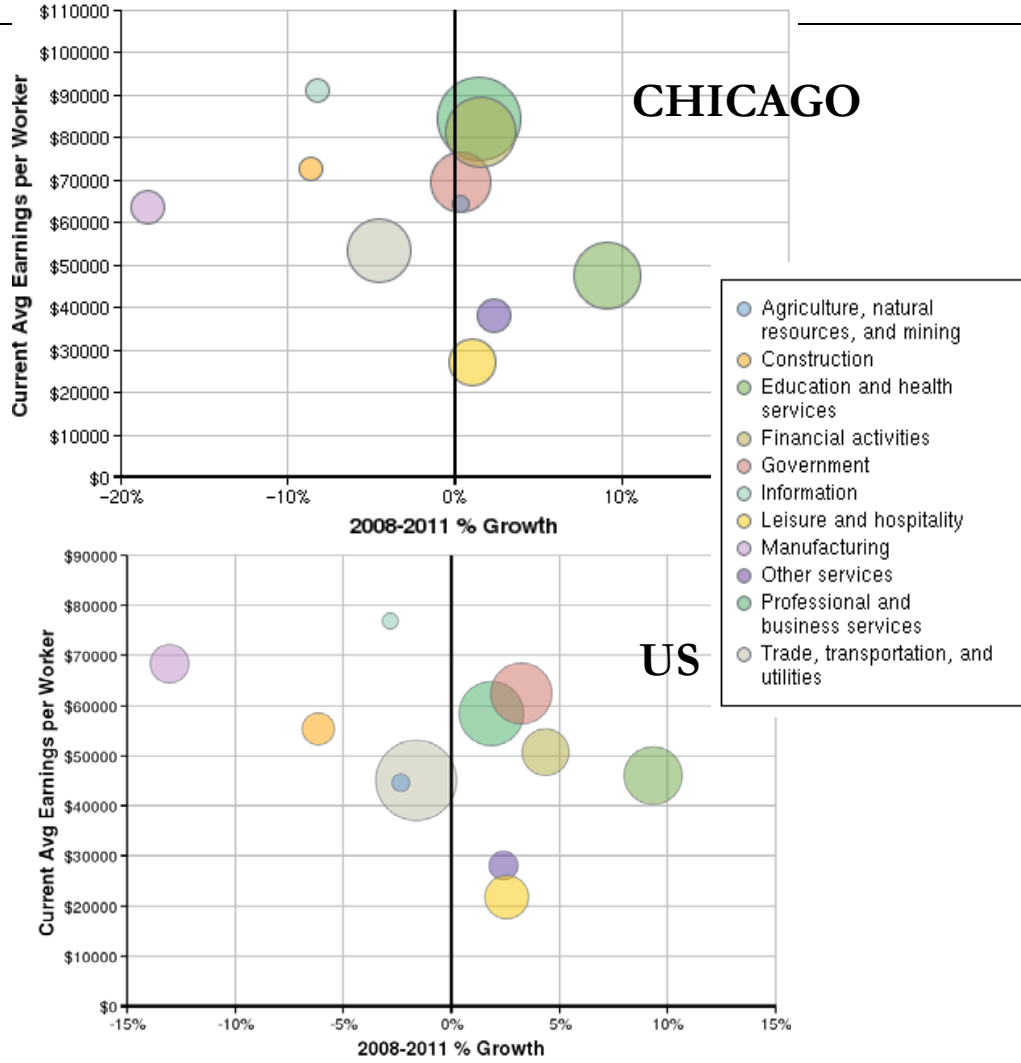 $110000
$100000
$90000
$80000
$70000
$60000
$50000
$40000
$30000
$20000
$10000
$0
Current Avg Earnings per Worker
-20% -10% 0% 10%
2008-2011 % Growth
CHICAGO
Agriculture, natural
resources, and mining
Construction
Education and health
services
Financial activities
Government
Information
Leisure and hospitality
Manufacturing
Other services
Professional and
business services
Trade, transportation, and
utilities
$90000
$80000
$70000
$60000
$50000
$40000
$30000
$20000
$10000
$0
Current Avg Earnings per Worker
-15% -10% -5% 0% 5% 10% 15%
2008-2011 % Growth
US